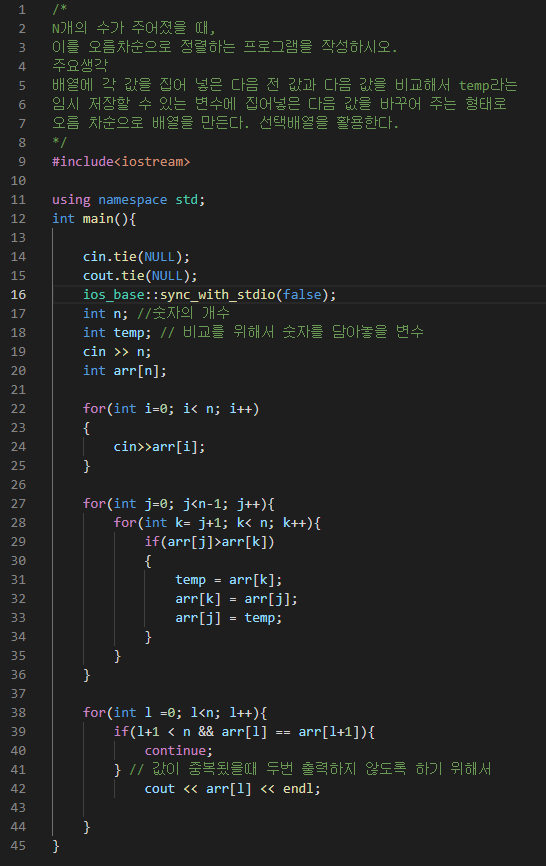 1 /*
2 N개의 수가 주어졌을 때,
3 이를 오름차순으로 정렬하는 프로그램을 작성하시오.
4 주요생각
5 배열에 각 값을 집어 넣은 다음 전 값과 다음 값을 비교해서 temp라는
6 임시 저장할 수 있는 변수에 집어넣은 다음 값을 바꾸어 주는 형태로
7 오름 차순으로 배열을 만든다. 선택배열을 활용한다.
8 */
9 #include<iostream>
10
11 using namespace std;
12 int main(){
13
14 cin.tie(NULL);
15 cout.tie(NULL);
16 ios_base::sync_with_stdio(false);
17 int n; //숫자의 개수
18 int temp; // 비교를 위해서 숫자를 담아놓을 변수
19 cin >> n;
20 int arr[n];
21
22 for(int i=0; i< n; i++)
23 {
24 cin>>arr[i];
25 }
26
27 for(int j=0; j<n-1; j++){
28 for(int k= j+1; k< n; k++){
29 if(arr[j]>arr[k])
30 {
31 temp = arr[k];
32 arr[k] = arr[j];
33 arr[j] = temp;
34 }
35 }
36 }
37
38 for(int l =0; l<n; l++){
39 if(l+1 < n && arr[l] == arr[l+1]){
40 continue;
41 } // 값이 중복됬을때 두번 출력하지 않도록 하기 위해서
42 cout << arr[l] << endl;
43
44 }
45 }